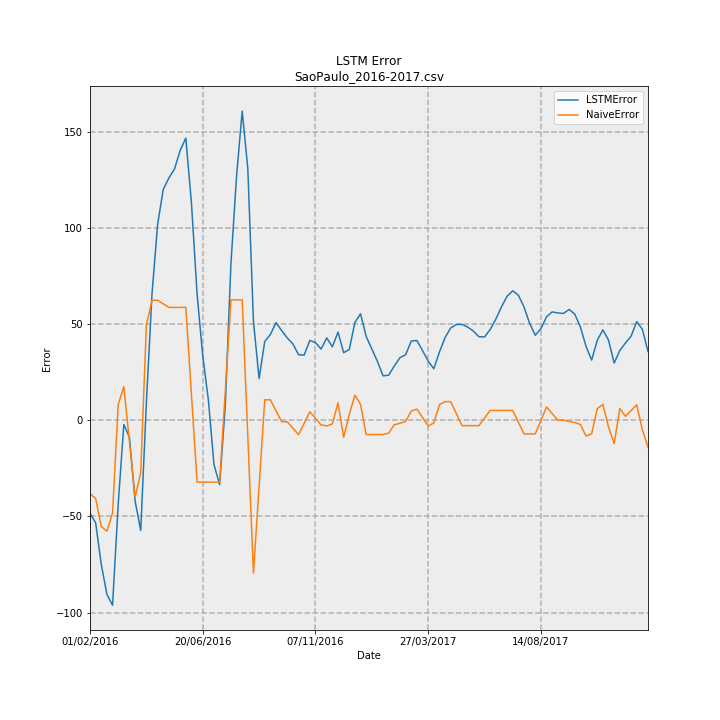 LSTM Error
SaoPaulo_2016-2017.csv
LSTMError
NaiveError
150
100
50
0
−50
−100
Error
01/02/2016 20/06/2016 07/11/2016 27/03/2017 14/08/2017
Date